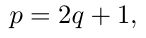 p = 2q + 1,